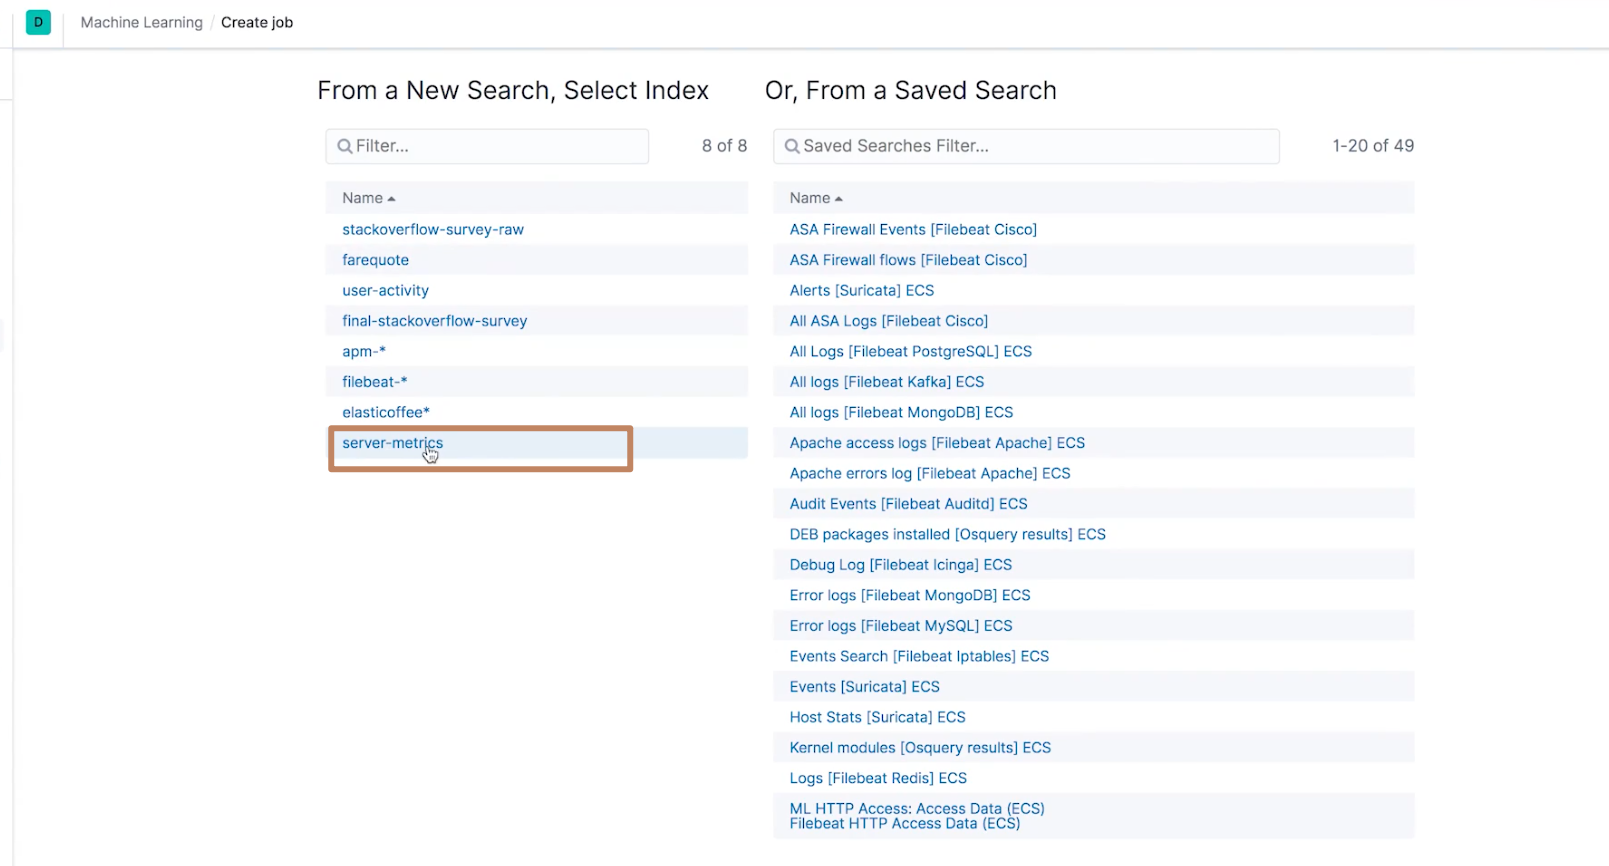 D
Machine Learning / Create job
From a New Search, Select Index
Filter...
8 of 8
Name
stackoverflow-survey-raw
farequote
user-activity
final-stackoverflow-survey
apm-*
filebeat-*
elasticoffee*
server-metrics
Or, From a Saved Search
Saved Searches Filter...
1-20 of 49
Name
ASA Firewall Events [Filebeat Cisco]
ASA Firewall flows [Filebeat Cisco]
Alerts [Suricata] ECS
All ASA Logs [Filebeat Cisco]
All Logs [Filebeat PostgreSQL] ECS
All logs [Filebeat Kafka] ECS
All logs [Filebeat MongoDB] ECS
Apache access logs [Filebeat Apache] ECS
Apache errors log [Filebeat Apache] ECS
Audit Events [Filebeat Auditd] ECS
DEB packages installed [Osquery results] ECS
Debug Log [Filebeat Icinga] ECS
Error logs [Filebeat MongoDB] ECS
Error logs [Filebeat MySQL] ECS
Events Search [Filebeat Iptables] ECS
Events [Suricata] ECS
Host Stats [Suricata] ECS
Kernel modules [Osquery results] ECS
Logs [Filebeat Redis] ECS
ML HTTP Access: Access Data (ECS)
Filebeat HTTP Access Data (ECS)